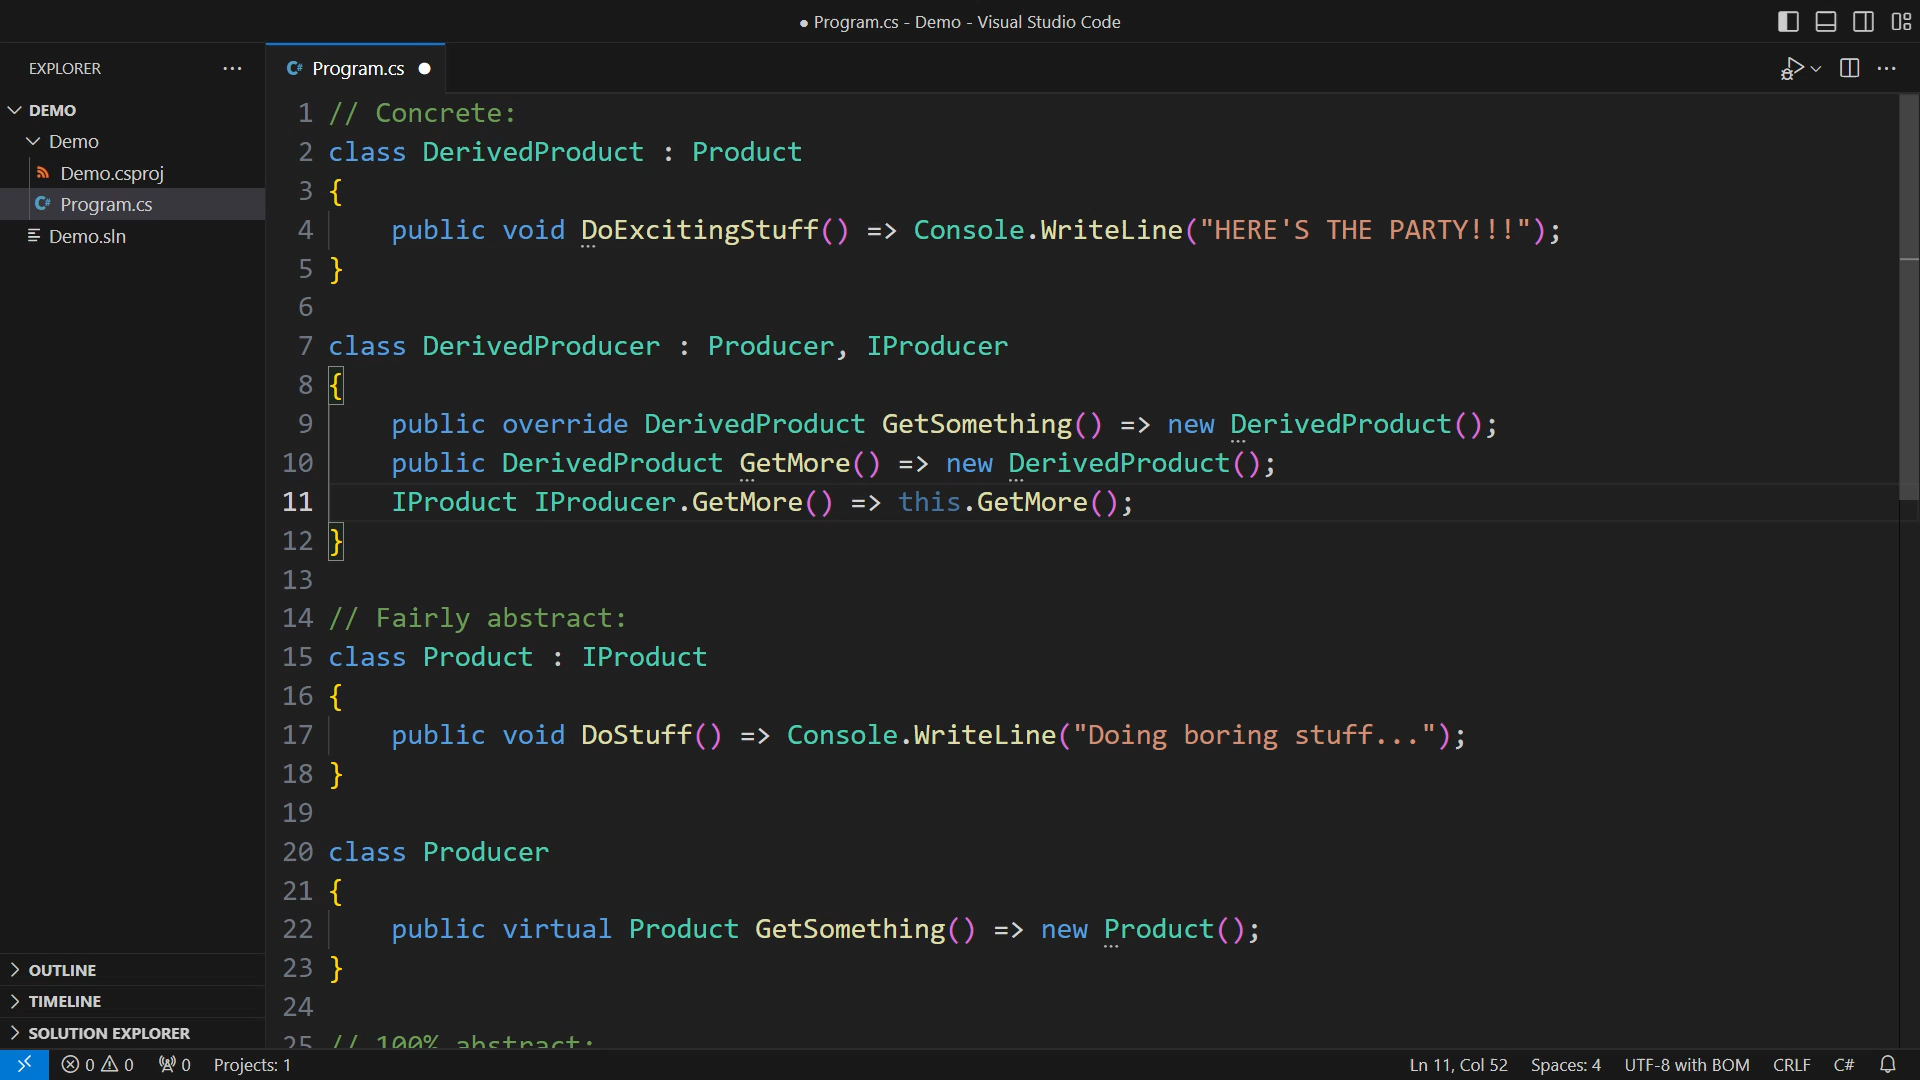 ● Program.cs - Demo - Visual Studio Code
EXPLORER
DEMO
Demo
Demo.csproj
C# Program.cs
Demo.sln
OUTLINE
TIMELINE
SOLUTION EXPLORER
C# Program.cs ●
1 // Concrete:
2 class DerivedProduct : Product
3 {
4     public void DoExcitingStuff() => Console.WriteLine("HERE'S THE PARTY!!!");
5 }
6
7 class DerivedProducer : Producer, IProducer
8 {
9     public override DerivedProduct GetSomething() => new DerivedProduct();
10     public DerivedProduct GetMore() => new DerivedProduct();
11     IProduct IProducer.GetMore() => this.GetMore();
12 }
13
14 // Fairly abstract:
15 class Product : IProduct
16 {
17     public void DoStuff() => Console.WriteLine("Doing boring stuff...");
18 }
19
20 class Producer
21 {
22     public virtual Product GetSomething() => new Product();
23 }
24
25 // 100% abstract:
0 0 0 Projects: 1 Ln 11, Col 52 Spaces: 4 UTF-8 with BOM CRLF C#